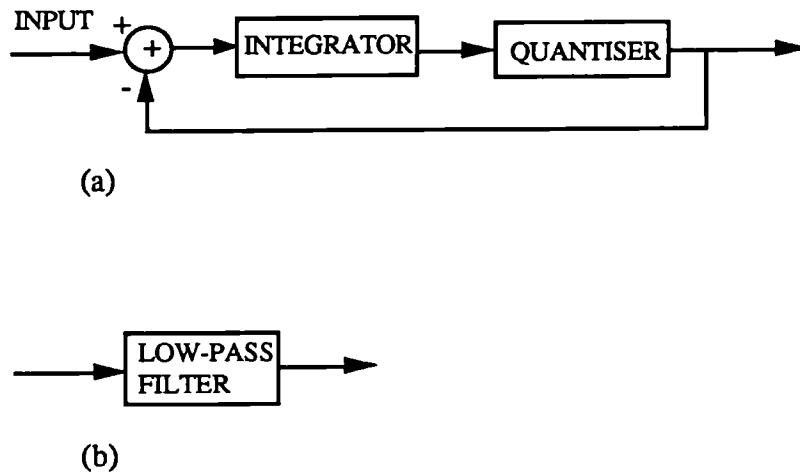 INPUT
+
+
-
INTEGRATOR
QUANTISER
(a)
LOW-PASS
FILTER
(b)